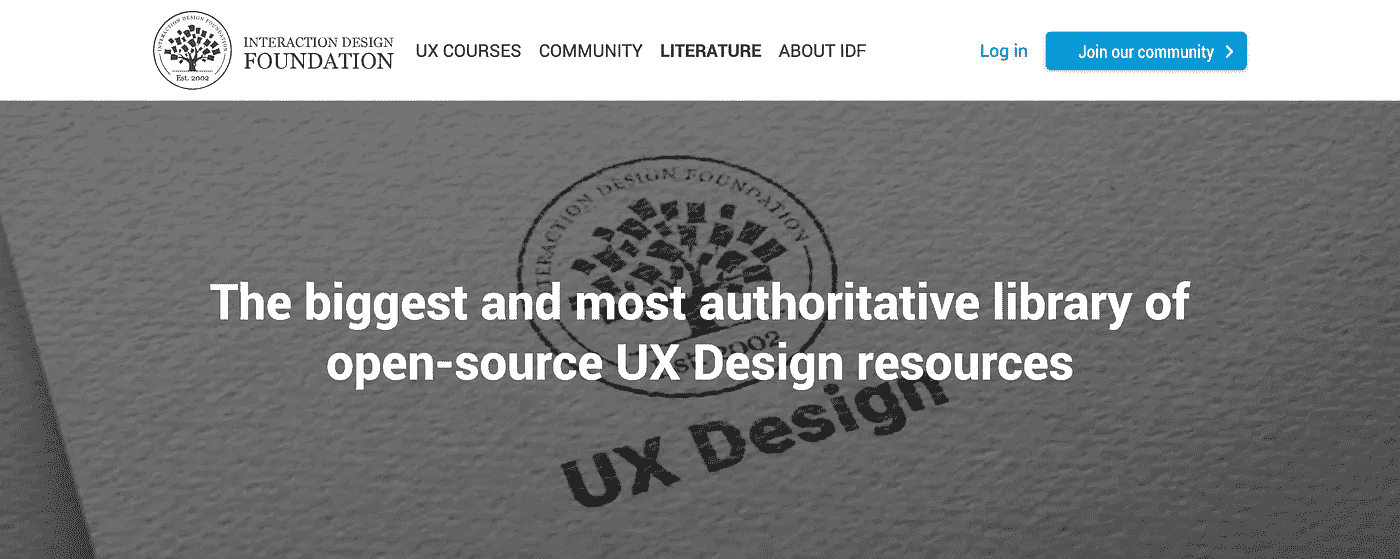 INTERACTION DESIGN FOUNDATION
Est. 2002
INTERACTION DESIGN
FOUNDATION
UX COURSES COMMUNITY LITERATURE ABOUT IDF
Log in
Join our community
INTERACTION DESIGN FOUNDATION
The biggest and most authoritative library of
open-source UX Design resources
Est. 2002
UX Design